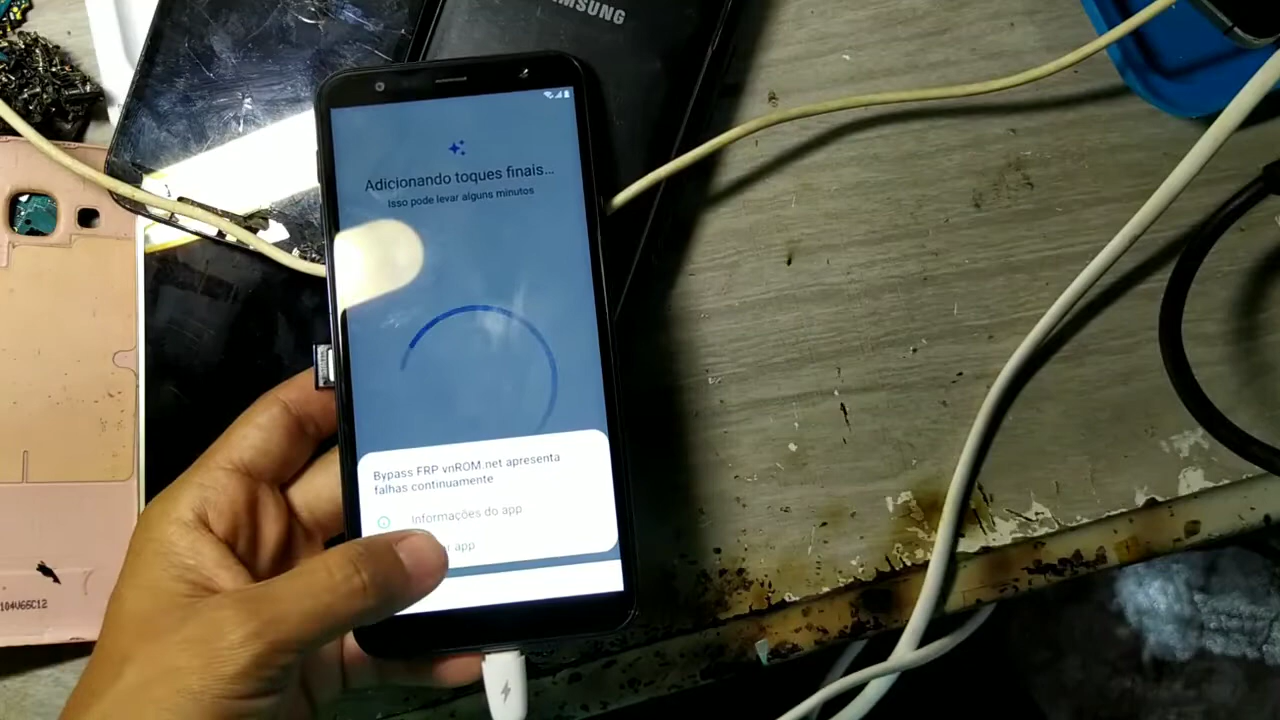 SAMSUNG
Adicionando toques finais...
Isso pode levar alguns minutos
Bypass FRP vnROM.net apresenta
falhas continuamente
Informações do app
app
104V66C12